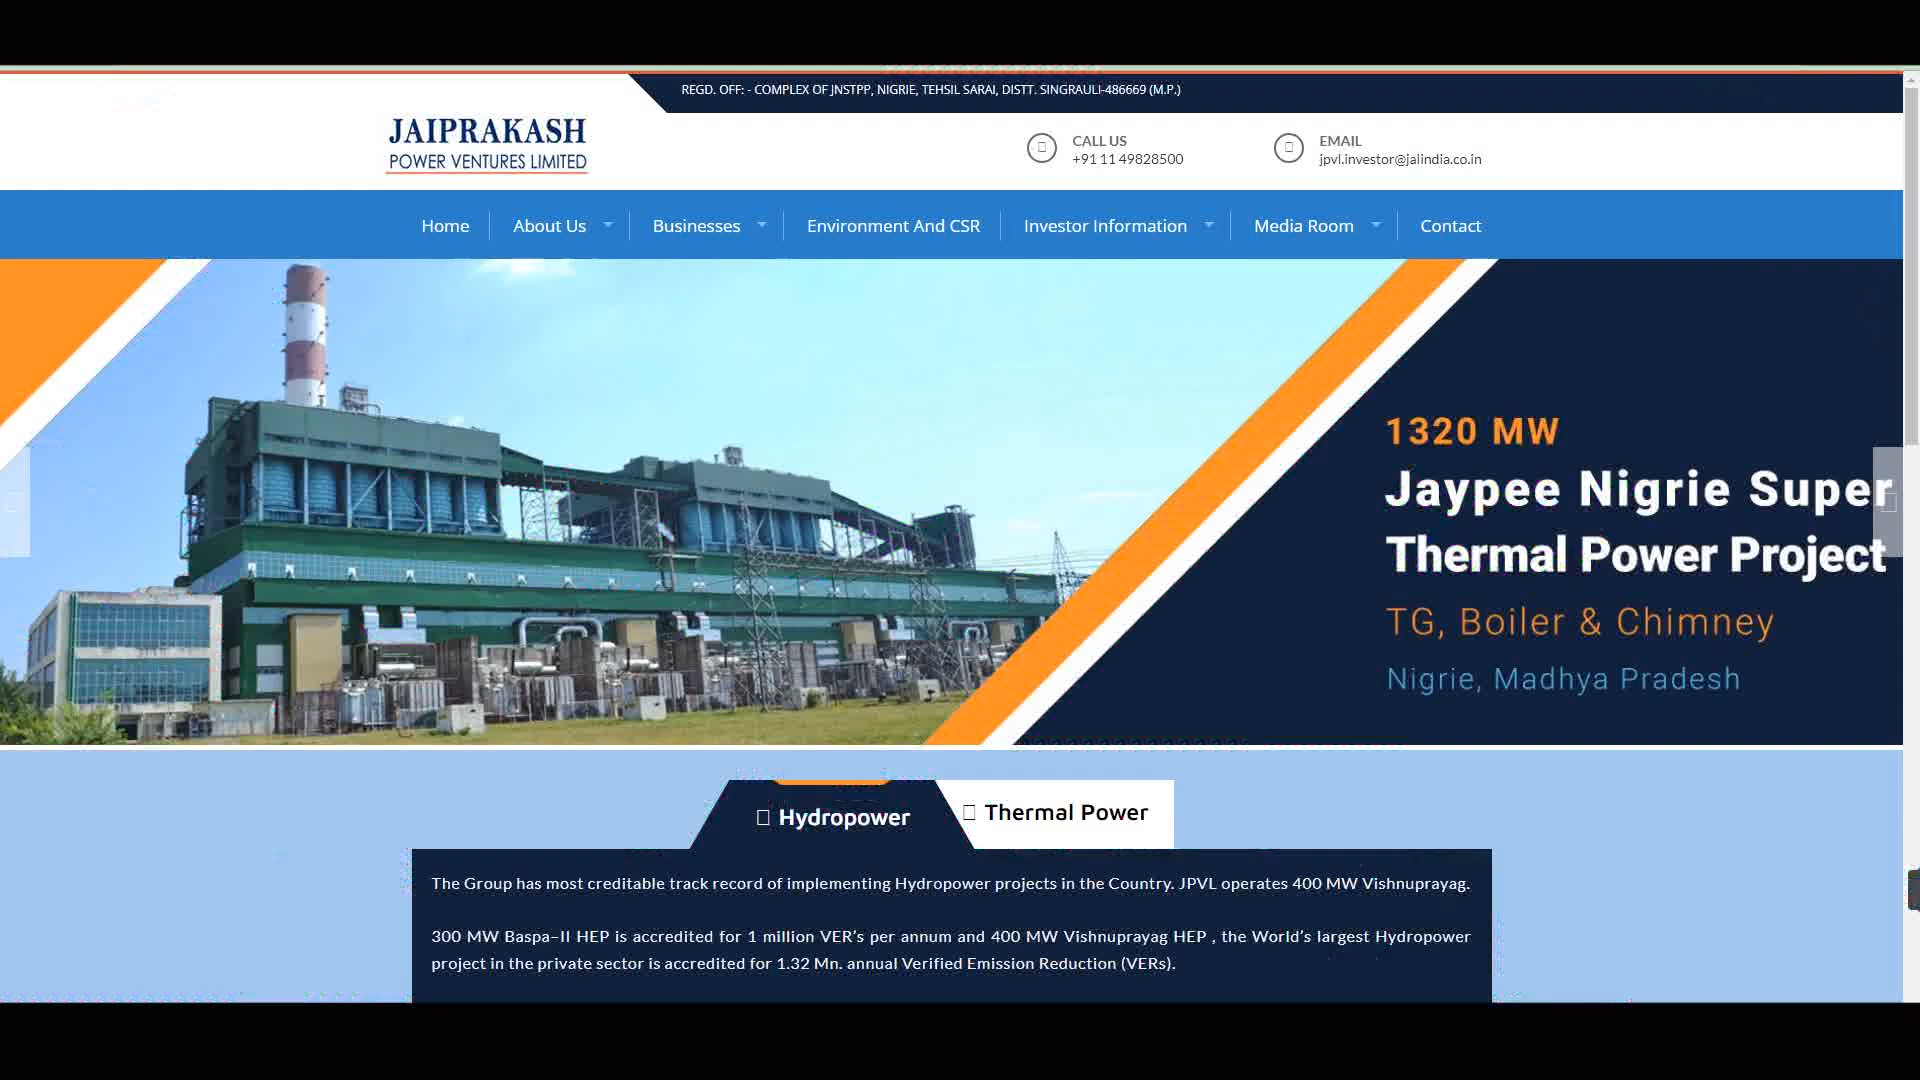 REGD. OFF: - COMPLEX OF JNSTPP, NIGRIE, TEHSIL SARAI, DISTT. SINGRAULI-486669 (M.P.)
JAIPRAKASH
POWER VENTURES LIMITED
CALL US
+91 11 49828500
EMAIL
jpvl.investor@jalindia.co.in
Home
About Us
Businesses
Environment And CSR
Investor Information
Media Room
Contact
1320 MW
Jaypee Nigrie Super
Thermal Power Project
TG, Boiler & Chimney
Nigrie, Madhya Pradesh
Hydropower
Thermal Power
The Group has most creditable track record of implementing Hydropower projects in the Country. JPVL operates 400 MW Vishnuprayag.
300 MW Baspa–II HEP is accredited for 1 million VER's per annum and 400 MW Vishnuprayag HEP , the World's largest Hydropower
project in the private sector is accredited for 1.32 Mn. annual Verified Emission Reduction (VERs).